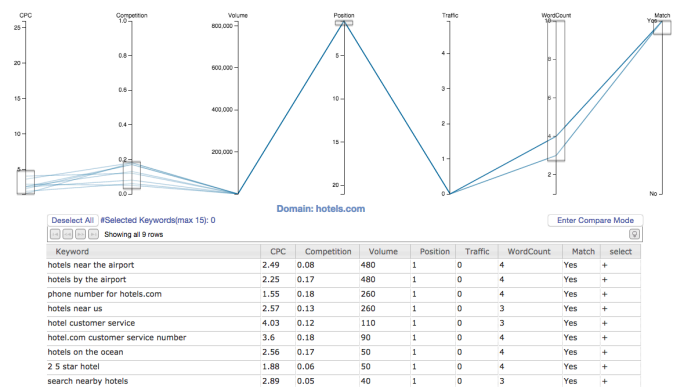 CPC Competition Volume Position Traffic WordCount Match
25 1.0 800,000 Yes
20 0.8 600,000 5 4 8
15 0.6 400,000 10 3 6
10 0.4 200,000 15 2 4
5 0.2 20 1 2
0.0 0 No
Domain: hotels.com
Deselect All #Selected Keywords(max 15): 0 Enter Compare Mode
Showing all 9 rows
Keyword CPC Competition Volume Position Traffic WordCount Match select
hotels near the airport 2.49 0.08 480 1 0 4 Yes +
hotels by the airport 2.25 0.17 480 1 0 4 Yes +
phone number for hotels.com 1.55 0.18 260 1 0 4 Yes +
hotels near us 2.57 0.13 260 1 0 3 Yes +
hotel customer service 4.03 0.12 110 1 0 3 Yes +
hotel.com customer service number 3.6 0.18 90 1 0 4 Yes +
hotels on the ocean 2.56 0.17 50 1 0 4 Yes +
2 5 star hotel 1.88 0.06 50 1 0 4 Yes +
search nearby hotels 2.89 0.05 40 1 0 3 Yes +